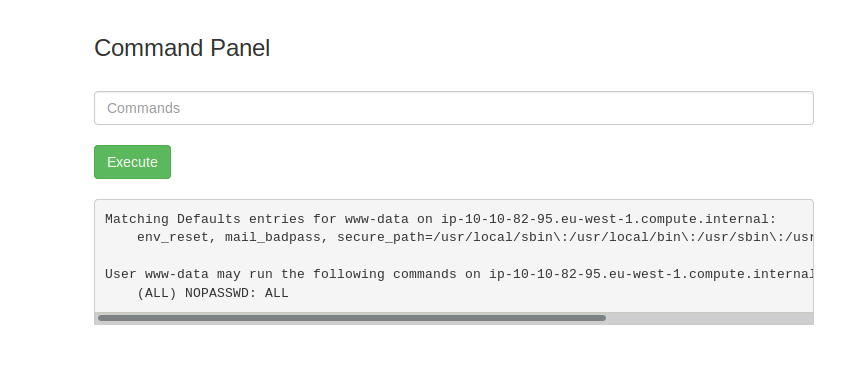 Command Panel
Commands
Execute
Matching Defaults entries for www-data on ip-10-10-82-95.eu-west-1.compute.internal:
    env_reset, mail_badpass, secure_path=/usr/local/sbin\:/usr/local/bin\:/usr/sbin\:/usr
User www-data may run the following commands on ip-10-10-82-95.eu-west-1.compute.internal
    (ALL) NOPASSWD: ALL